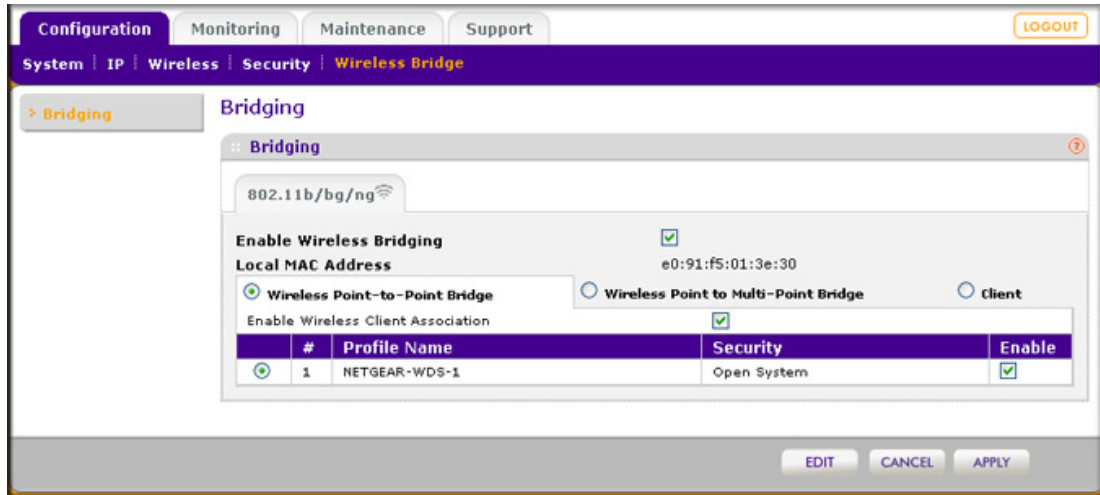 Configuration Monitoring Maintenance Support LOGOUT
System IP Wireless Security Wireless Bridge
> Bridging
Bridging
:: Bridging ?
802.11b/bg/ng
Enable Wireless Bridging
Local MAC Address e0:91:f5:01:3e:30
Wireless Point-to-Point Bridge Wireless Point to Multi-Point Bridge Client
Enable Wireless Client Association
# Profile Name Security Enable
1 NETGEAR-WDS-1 Open System
EDIT CANCEL APPLY